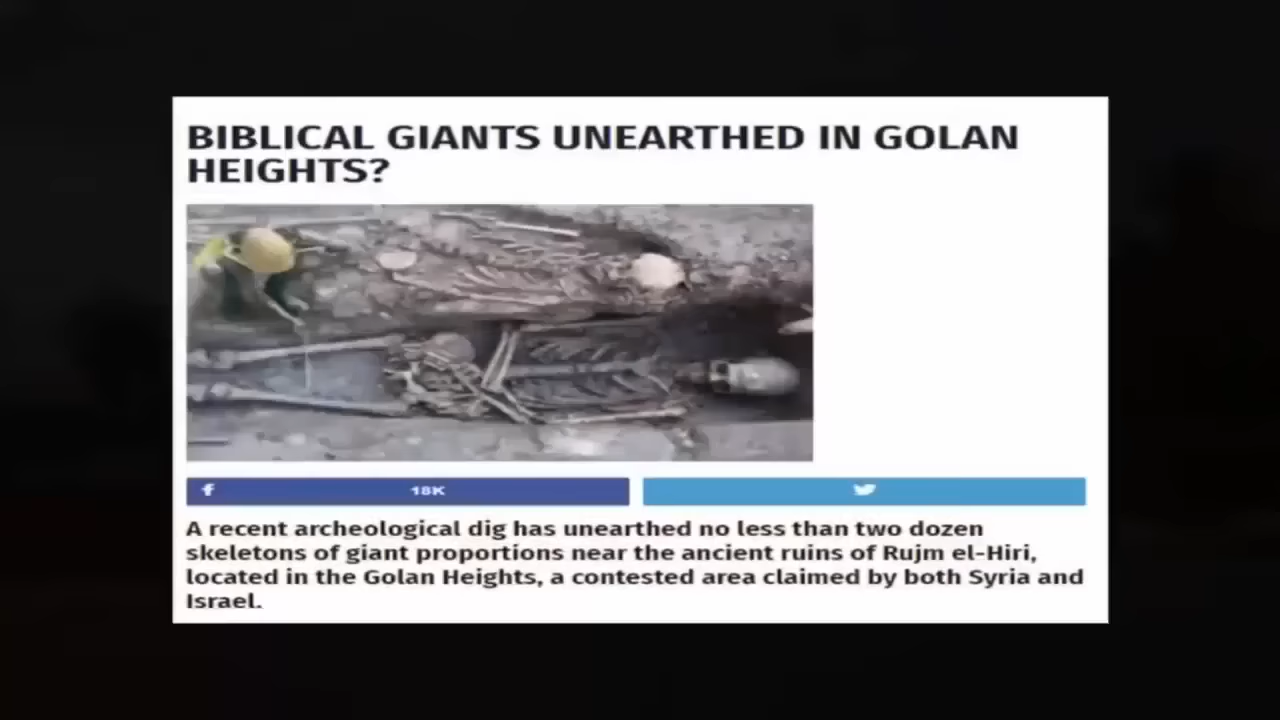 BIBLICAL GIANTS UNEARTHED IN GOLAN
HEIGHTS?
18K
A recent archeological dig has unearthed no less than two dozen
skeletons of giant proportions near the ancient ruins of Rujm el-Hiri,
located in the Golan Heights, a contested area claimed by both Syria and
Israel.